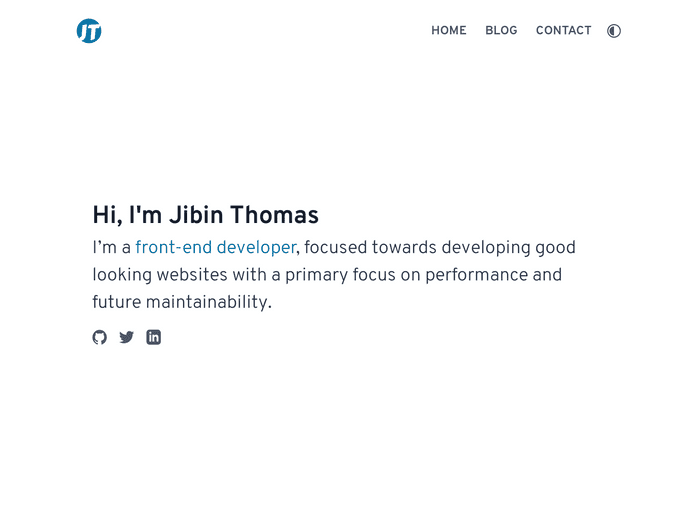 JT
HOME BLOG CONTACT
Hi, I'm Jibin Thomas
I’m a front-end developer, focused towards developing good
looking websites with a primary focus on performance and
future maintainability.
in